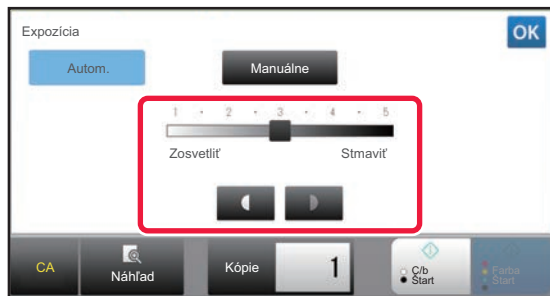 Expozícia
OK
Autom.
Manuálne
1 · 2 · 3 · 4 · 5
Zosvetliť
Stmaviť
CA
Náhľad
Kópie
1
Č/b
Štart
Farba
Štart